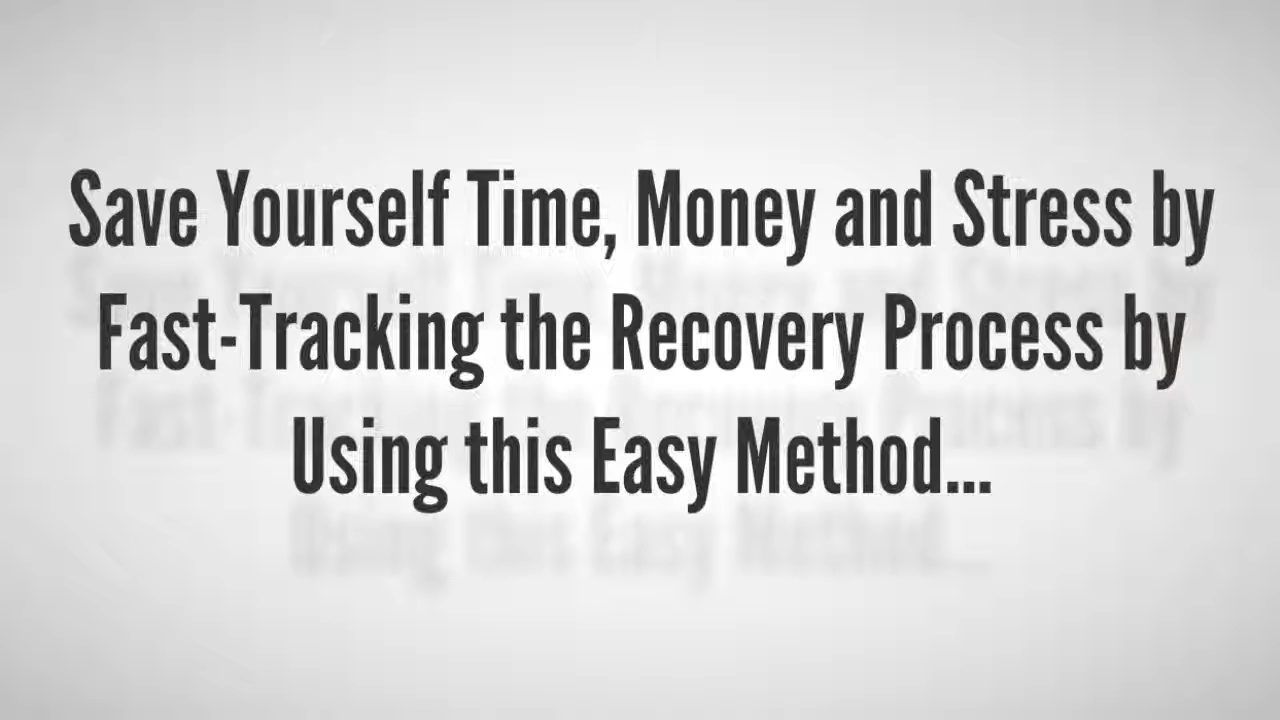 Save Yourself Time, Money and Stress by
Fast-Tracking the Recovery Process by
Using this Easy Method...